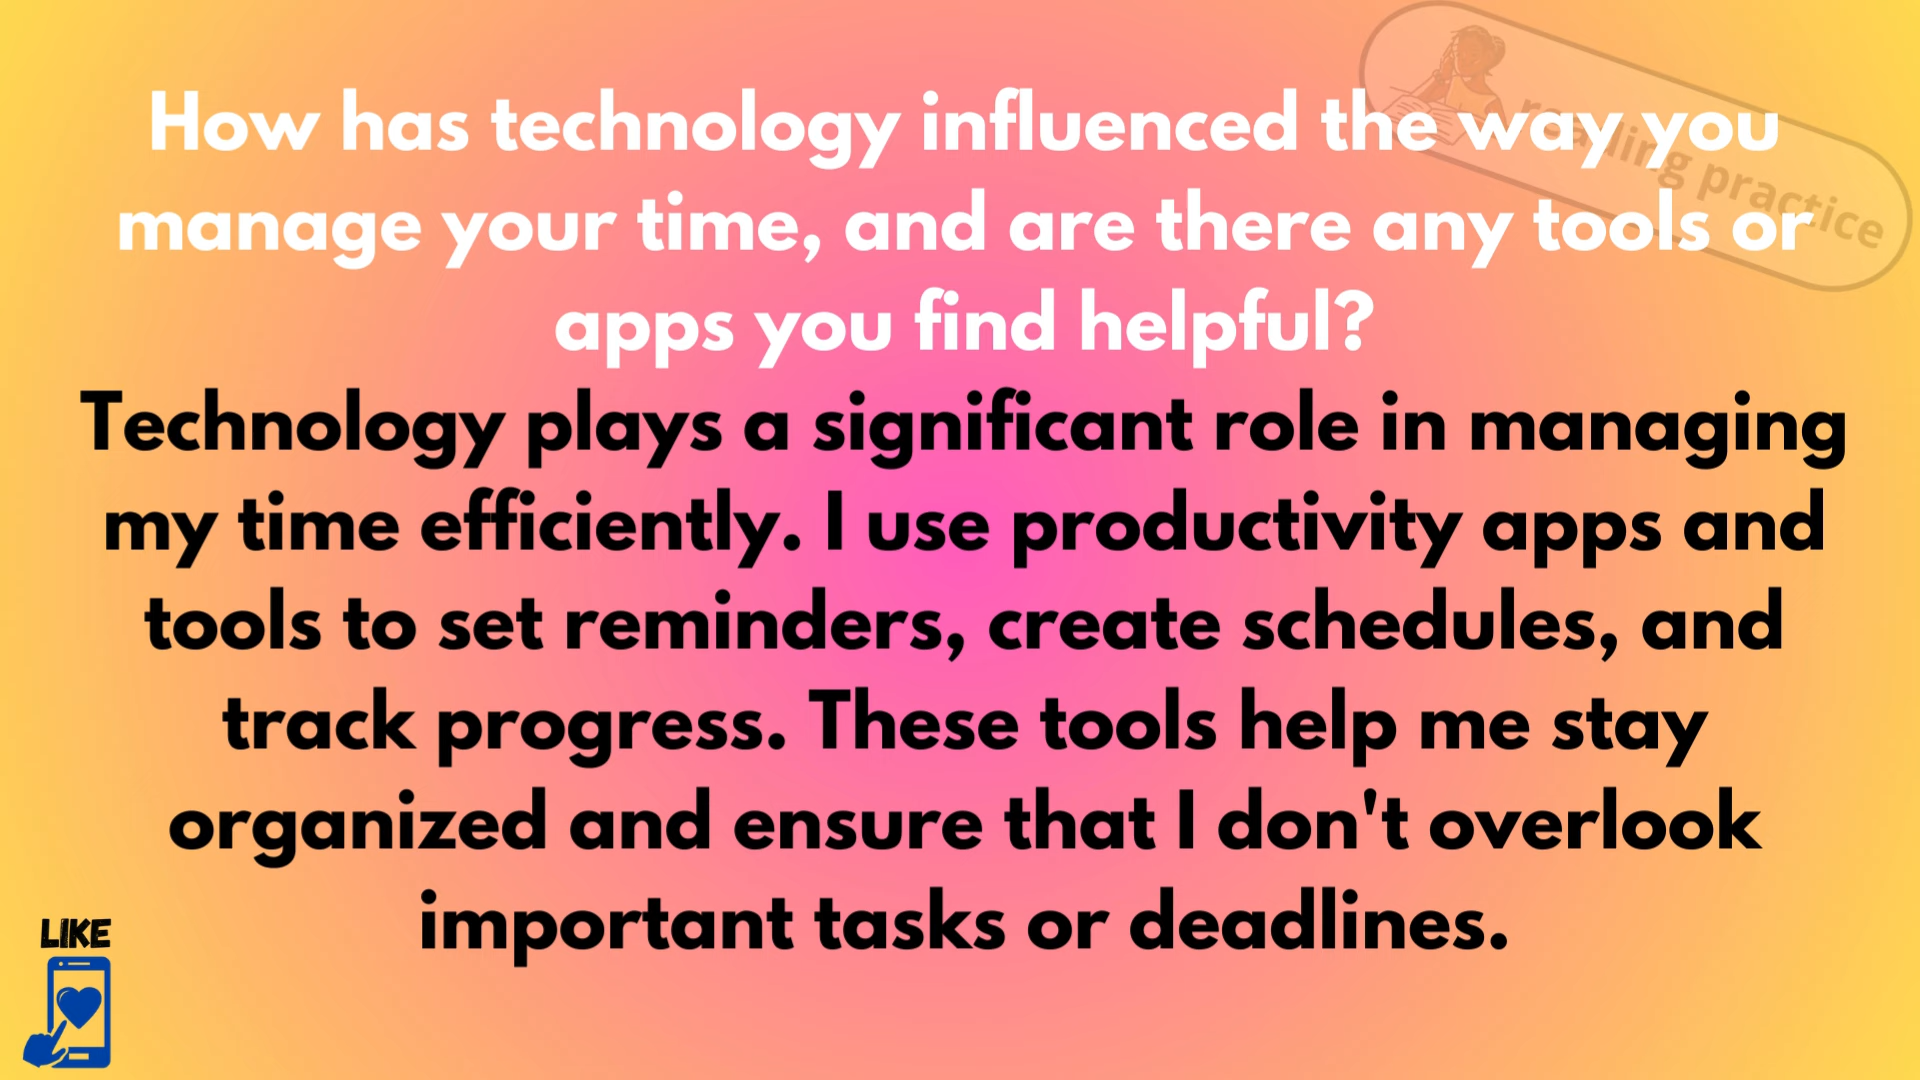 How has technology influenced the way you
manage your time, and are there any tools or
apps you find helpful?
Technology plays a significant role in managing
my time efficiently. I use productivity apps and
tools to set reminders, create schedules, and
track progress. These tools help me stay
organized and ensure that I don't overlook
important tasks or deadlines.
reading practice
LIKE